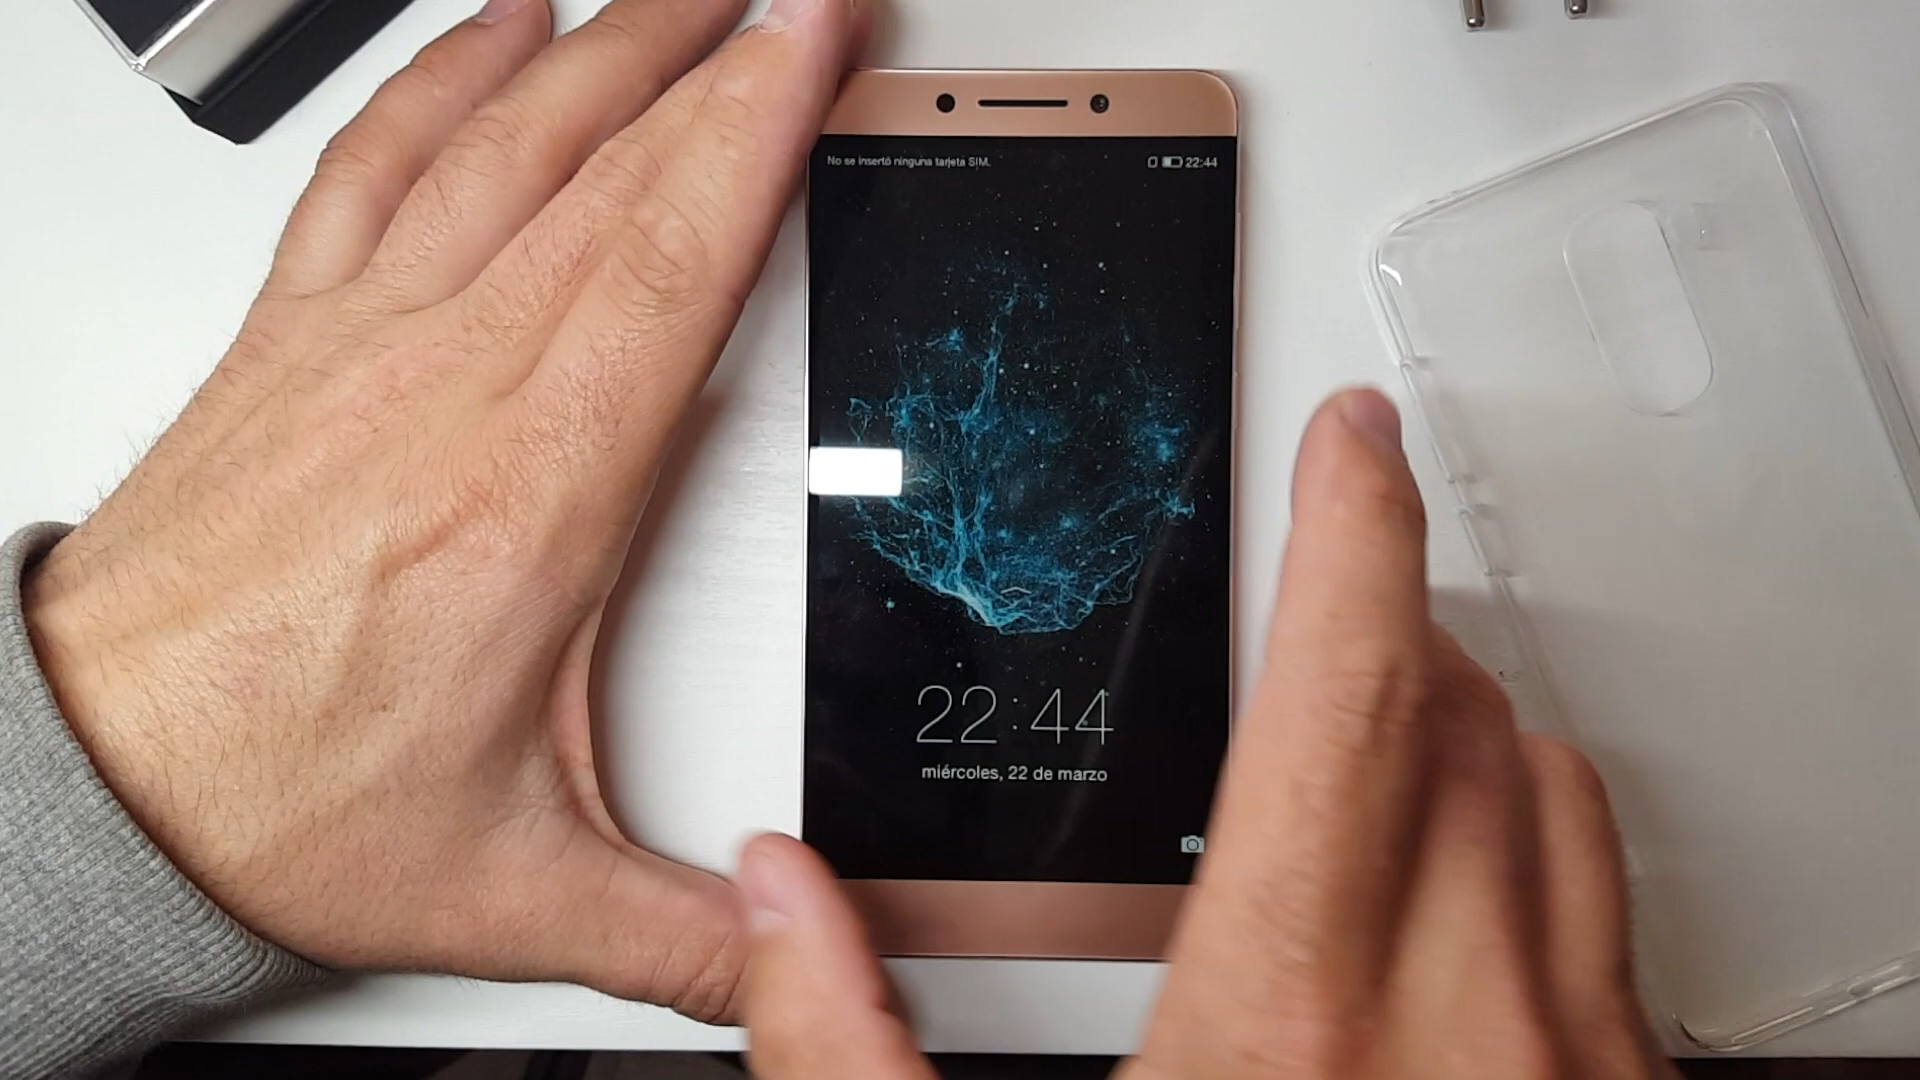 No se insertó ninguna tarjeta SIM.
22:44
22:44
miércoles, 22 de marzo